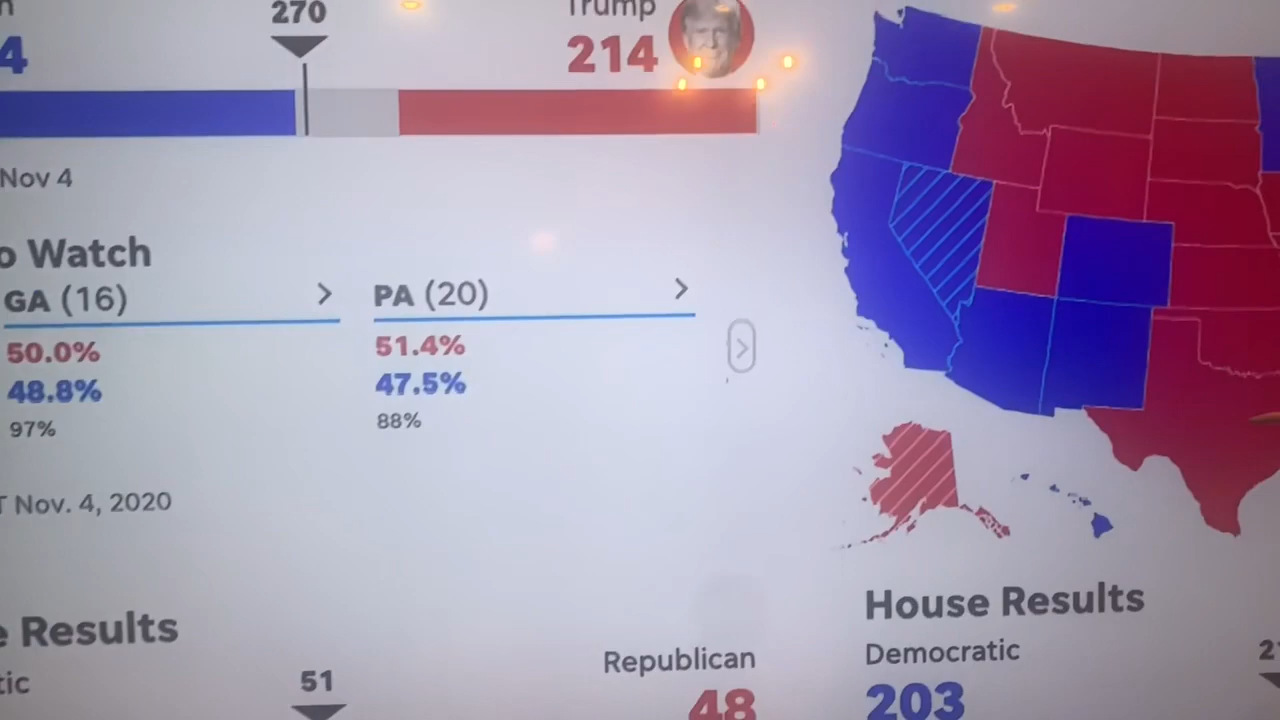 270
Trump
4
214
Nov 4
o Watch
GA (16)
PA (20)
50.0%
51.4%
48.8%
47.5%
97%
88%
T Nov. 4, 2020
e Results
House Results
Republican
Democratic
tic
51
48
203